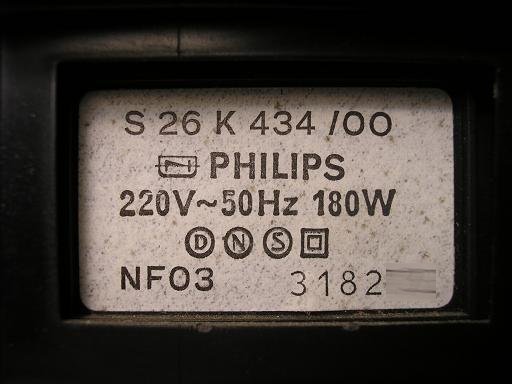 S 26 K 434 /00
PHILIPS
220V~50Hz 180W
D N S
NF03 3182